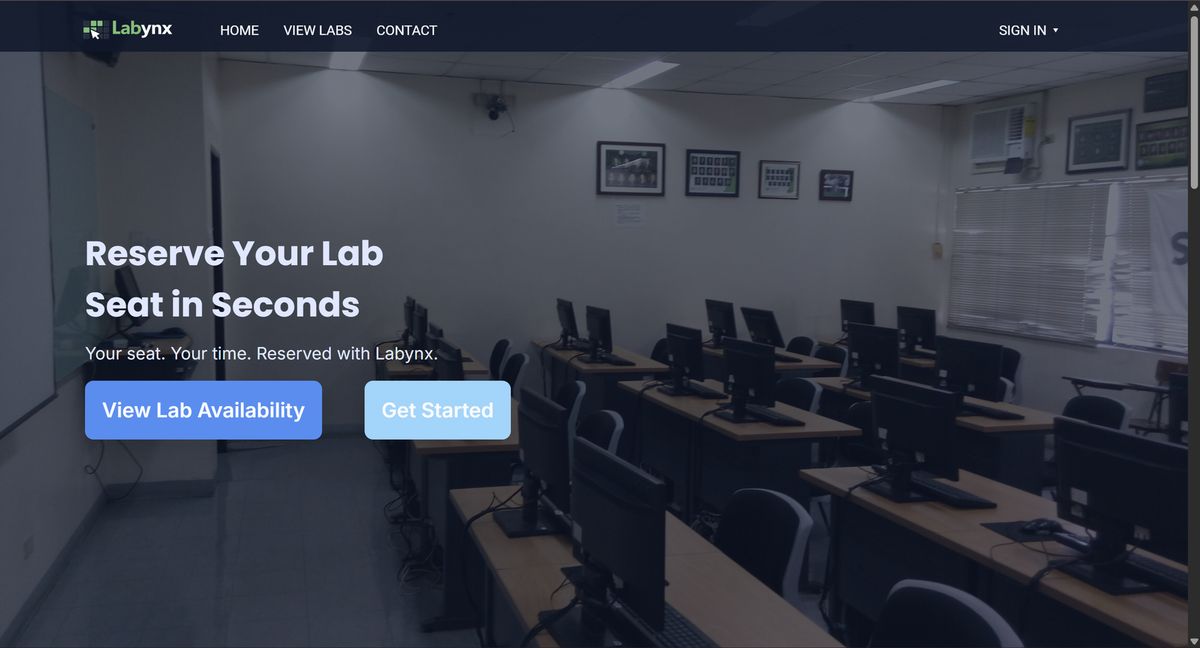 Labynx
HOME
VIEW LABS
CONTACT
SIGN IN
Reserve Your Lab
Seat in Seconds
Your seat. Your time. Reserved with Labynx.
View Lab Availability
Get Started